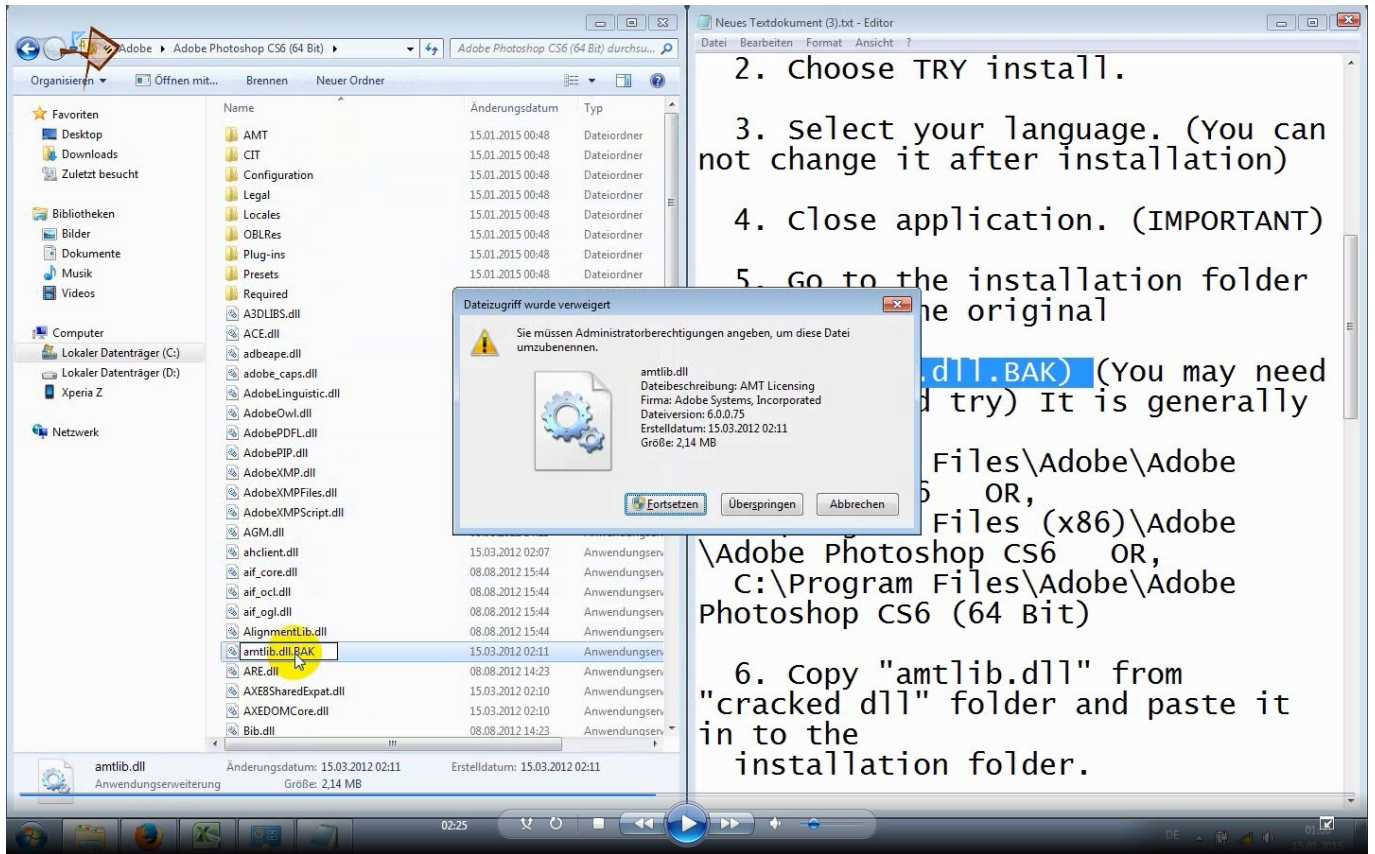 Adobe ▸ Adobe Photoshop CS6 (64 Bit) ▸
Adobe Photoshop CS6 (64 Bit) durchsu...
Organisieren ▾ Öffnen mit... Brennen Neuer Ordner
Name Änderungsdatum Typ
Favoriten
Desktop
Downloads
Zuletzt besucht
Bibliotheken
Bilder
Dokumente
Musik
Videos
Computer
Lokaler Datenträger (C:)
Lokaler Datenträger (D:)
Xperia Z
Netzwerk
AMT 15.01.2015 00:48 Dateiordner
CIT 15.01.2015 00:48 Dateiordner
Configuration 15.01.2015 00:48 Dateiordner
Legal 15.01.2015 00:48 Dateiordner
Locales 15.01.2015 00:48 Dateiordner
OBLRes 15.01.2015 00:48 Dateiordner
Plug-ins 15.01.2015 00:48 Dateiordner
Presets 15.01.2015 00:48 Dateiordner
Required
A3DLIBS.dll
ACE.dll
adbeape.dll
adobe_caps.dll
AdobeLinguistic.dll
AdobeOwl.dll
AdobePDFL.dll
AdobePIP.dll
AdobeXMP.dll
AdobeXMPFiles.dll
AdobeXMPScript.dll
AGM.dll
ahclient.dll 15.03.2012 02:07 Anwendungserw
aif_core.dll 08.08.2012 15:44 Anwendungserw
aif_ocl.dll 08.08.2012 15:44 Anwendungserw
aif_ogl.dll 08.08.2012 15:44 Anwendungserw
AlignmentLib.dll 08.08.2012 15:44 Anwendungserw
amtlib.dll.BAK 15.03.2012 02:11 Anwendungserw
ARE.dll 08.08.2012 14:23 Anwendungserw
AXE8SharedExpat.dll 15.03.2012 02:10 Anwendungserw
AXEDOMCore.dll 15.03.2012 02:10 Anwendungserw
Bib.dll 08.08.2012 14:23 Anwendungserw
amtlib.dll Änderungsdatum: 15.03.2012 02:11 Erstelldatum: 15.03.2012 02:11
Anwendungserweiterung Größe: 2,14 MB
Dateizugriff wurde verweigert
Sie müssen Administratorberechtigungen angeben, um diese Datei
umzubenennen.
amtlib.dll
Dateibeschreibung: AMT Licensing
Firma: Adobe Systems, Incorporated
Dateiversion: 6.0.0.75
Erstelldatum: 15.03.2012 02:11
Größe: 2,14 MB
Fortsetzen Überspringen Abbrechen
Neues Textdokument (3).txt - Editor
Datei Bearbeiten Format Ansicht ?
2. Choose TRY install.
3. Select your language. (You can
not change it after installation)
4. Close application. (IMPORTANT)
5. Go to the installation folder
he original
.dll.BAK) (You may need
d try) It is generally
Files\Adobe\Adobe
6 OR,
Files (x86)\Adobe
\Adobe Photoshop CS6 OR,
C:\Program Files\Adobe\Adobe
Photoshop CS6 (64 Bit)
6. Copy "amtlib.dll" from
"cracked dll" folder and paste it
in to the
installation folder.
02:25
DE
15.01.2015